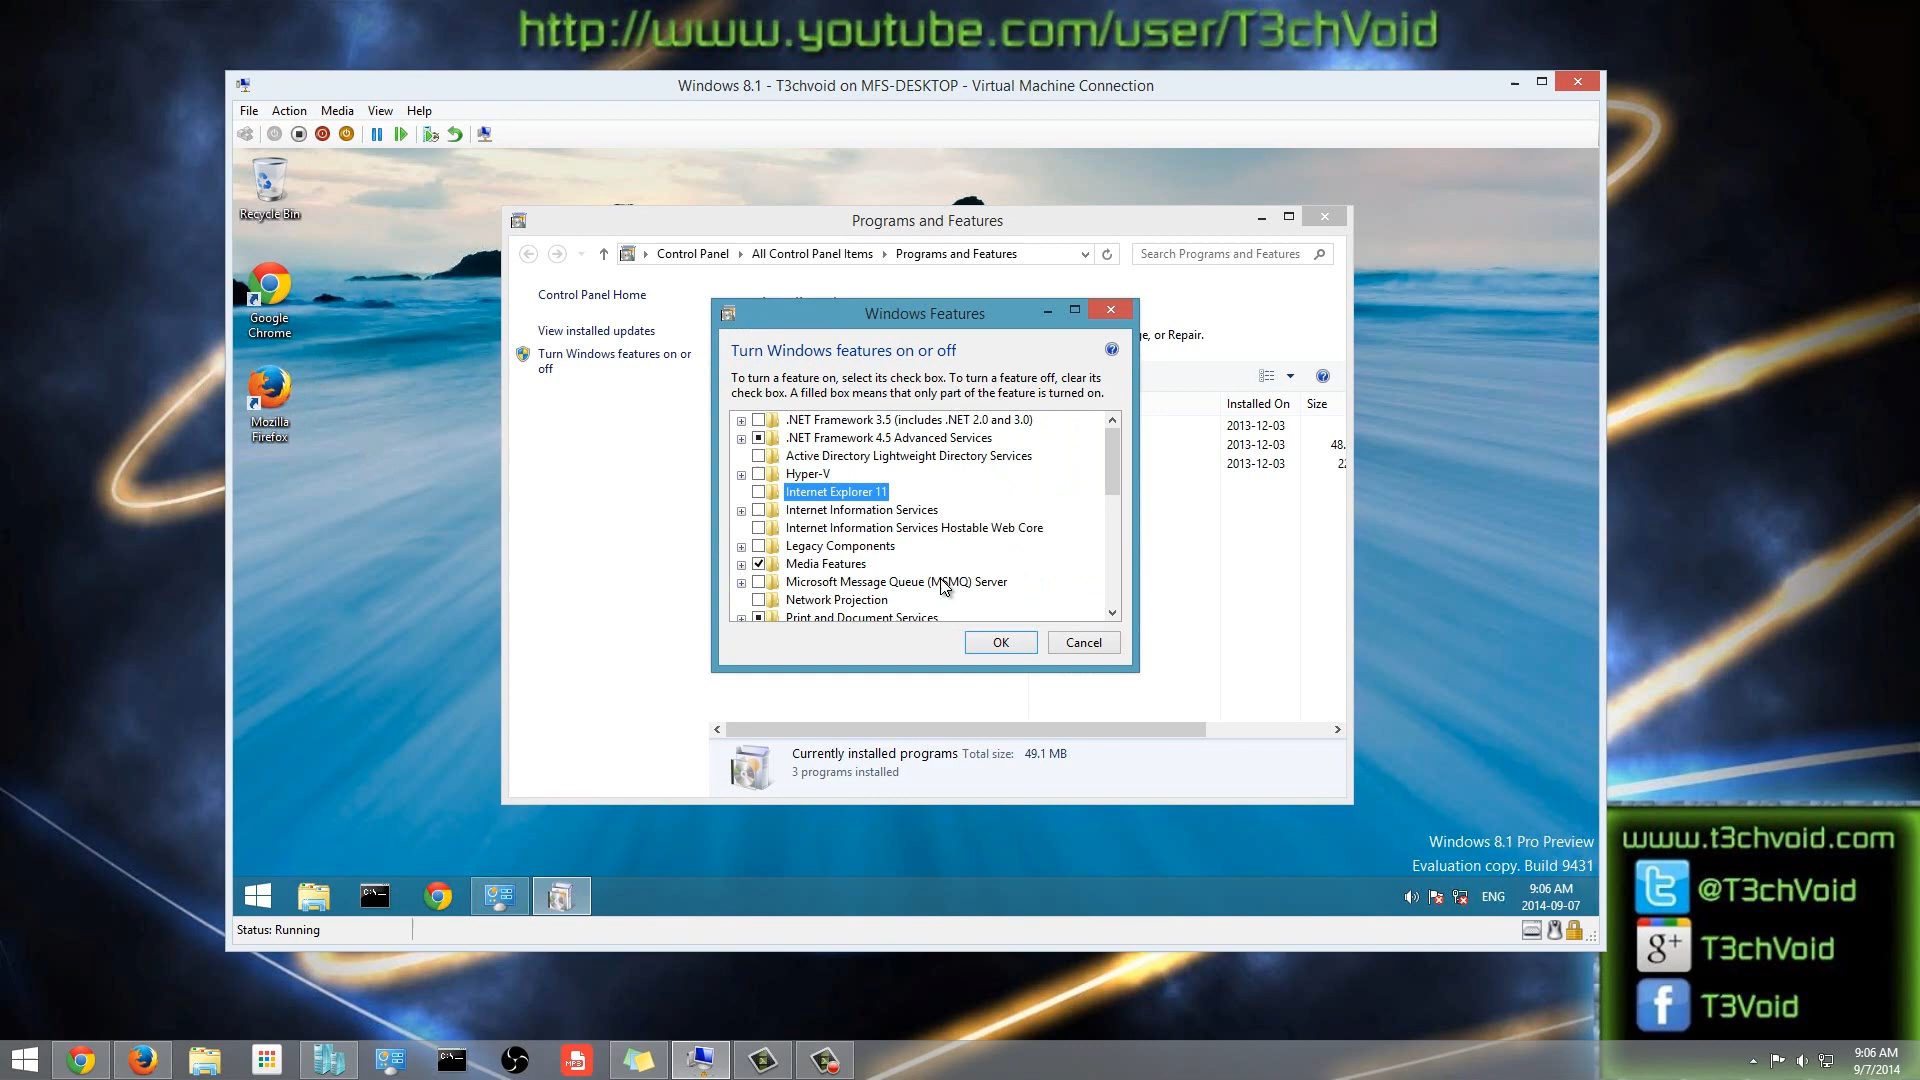 http://www.youtube.com/user/T3chVoid
Windows 8.1 - T3chvoid on MFS-DESKTOP - Virtual Machine Connection
File Action Media View Help
Recycle Bin
Google
Chrome
Mozilla
Firefox
Programs and Features
Control Panel All Control Panel Items Programs and Features
Search Programs and Features
Control Panel Home
View installed updates
Turn Windows features on or
off
ge, or Repair.
Installed On Size
2013-12-03
2013-12-03 48.
2013-12-03 22
Windows Features
Turn Windows features on or off
To turn a feature on, select its check box. To turn a feature off, clear its
check box. A filled box means that only part of the feature is turned on.
.NET Framework 3.5 (includes .NET 2.0 and 3.0)
.NET Framework 4.5 Advanced Services
Active Directory Lightweight Directory Services
Hyper-V
Internet Explorer 11
Internet Information Services
Internet Information Services Hostable Web Core
Legacy Components
Media Features
Microsoft Message Queue (MSMQ) Server
Network Projection
Print and Document Services
OK Cancel
Currently installed programs Total size: 49.1 MB
3 programs installed
Windows 8.1 Pro Preview
Evaluation copy. Build 9431
ENG
9:06 AM
2014-09-07
Status: Running
www.t3chvoid.com
@T3chVoid
g+ T3chVoid
f T3Void
MP3
9:06 AM
9/7/2014